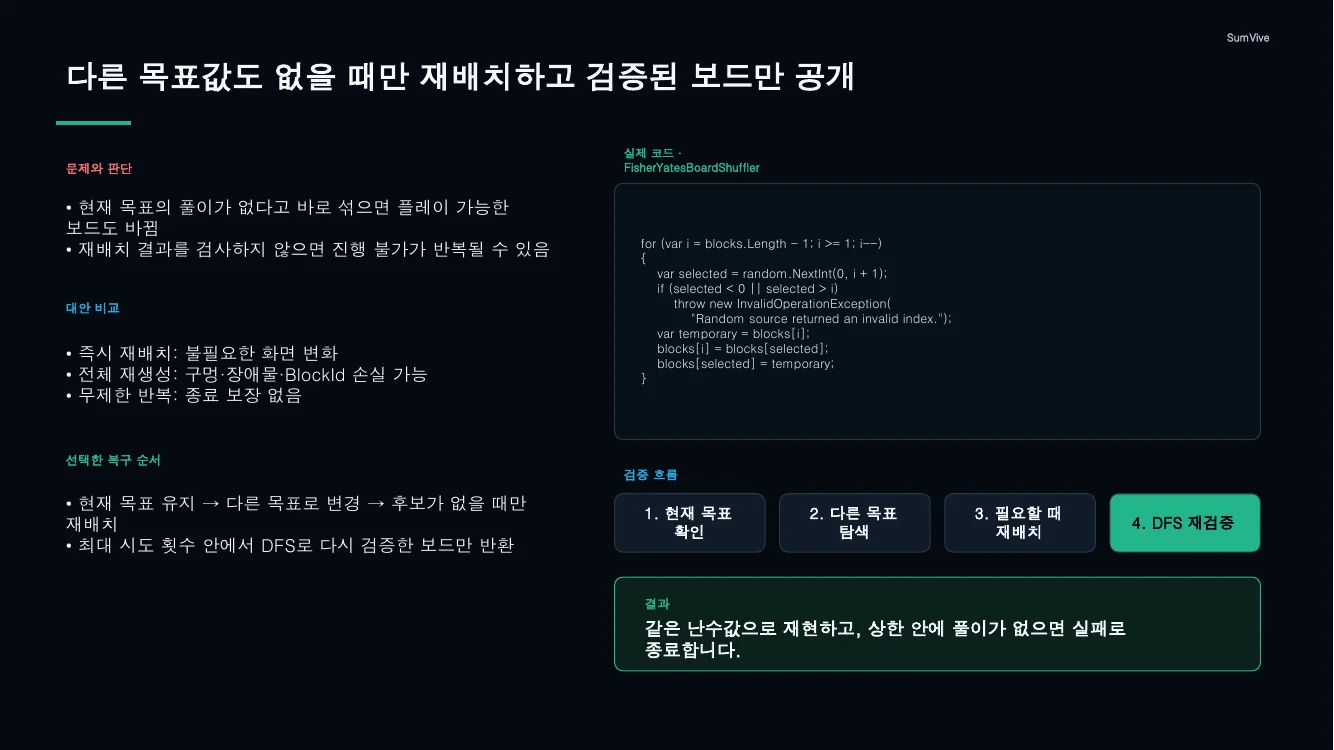 SumVive
다른 목표값도 없을 때만 재배치하고 검증된 보드만 공개
문제와 판단
• 현재 목표의 풀이가 없다고 바로 섞으면 플레이 가능한
보드도 바뀜
• 재배치 결과를 검사하지 않으면 진행 불가가 반복될 수 있음
대안 비교
• 즉시 재배치: 불필요한 화면 변화
• 전체 재생성: 구멍·장애물·BlockId 손실 가능
• 무제한 반복: 종료 보장 없음
선택한 복구 순서
• 현재 목표 유지 → 다른 목표로 변경 → 후보가 없을 때만
재배치
• 최대 시도 횟수 안에서 DFS로 다시 검증한 보드만 반환
실제 코드 ·
FisherYatesBoardShuffler
for (var i = blocks.Length - 1; i >= 1; i--)
{
var selected = random.NextInt(0, i + 1);
if (selected < 0 || selected > i)
throw new InvalidOperationException(
"Random source returned an invalid index.");
var temporary = blocks[i];
blocks[i] = blocks[selected];
blocks[selected] = temporary;
}
검증 흐름
1. 현재 목표
확인
2. 다른 목표
탐색
3. 필요할 때
재배치
4. DFS 재검증
결과
같은 난수값으로 재현하고, 상한 안에 풀이가 없으면 실패로
종료합니다.